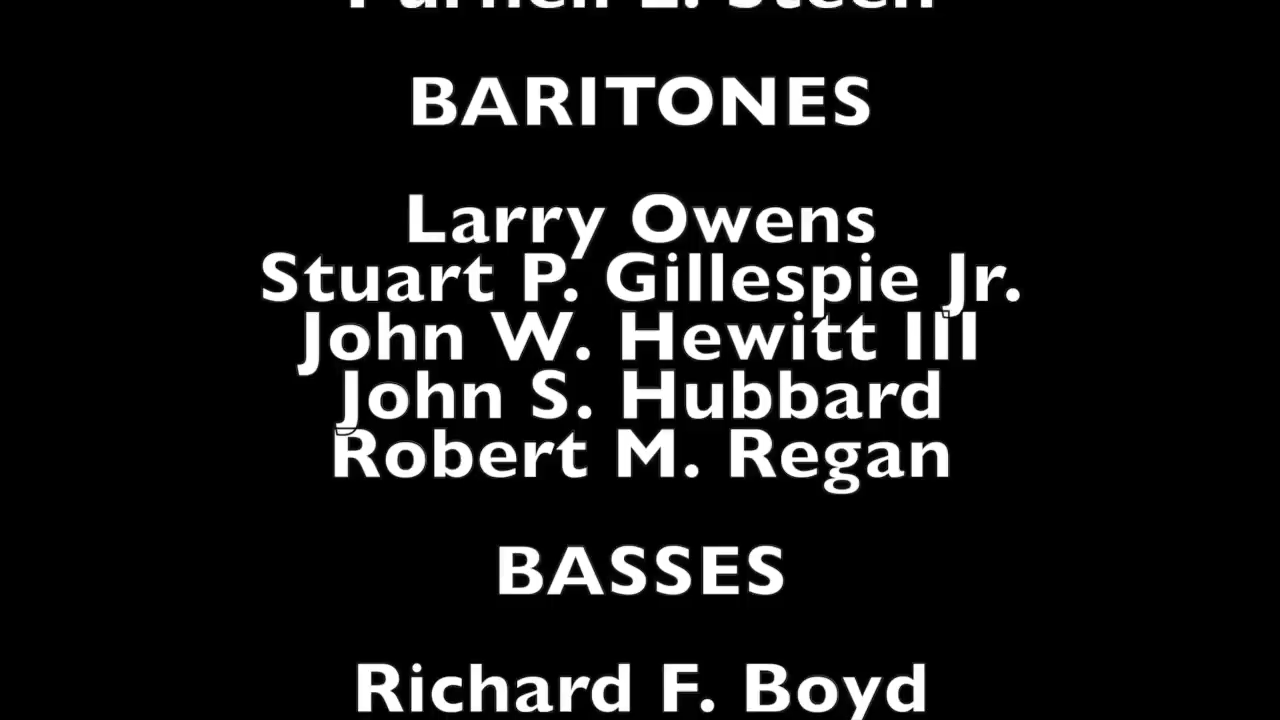 BARITONES
Larry Owens
Stuart P. Gillespie Jr.
John W. Hewitt III
John S. Hubbard
Robert M. Regan
BASSES
Richard F. Boyd